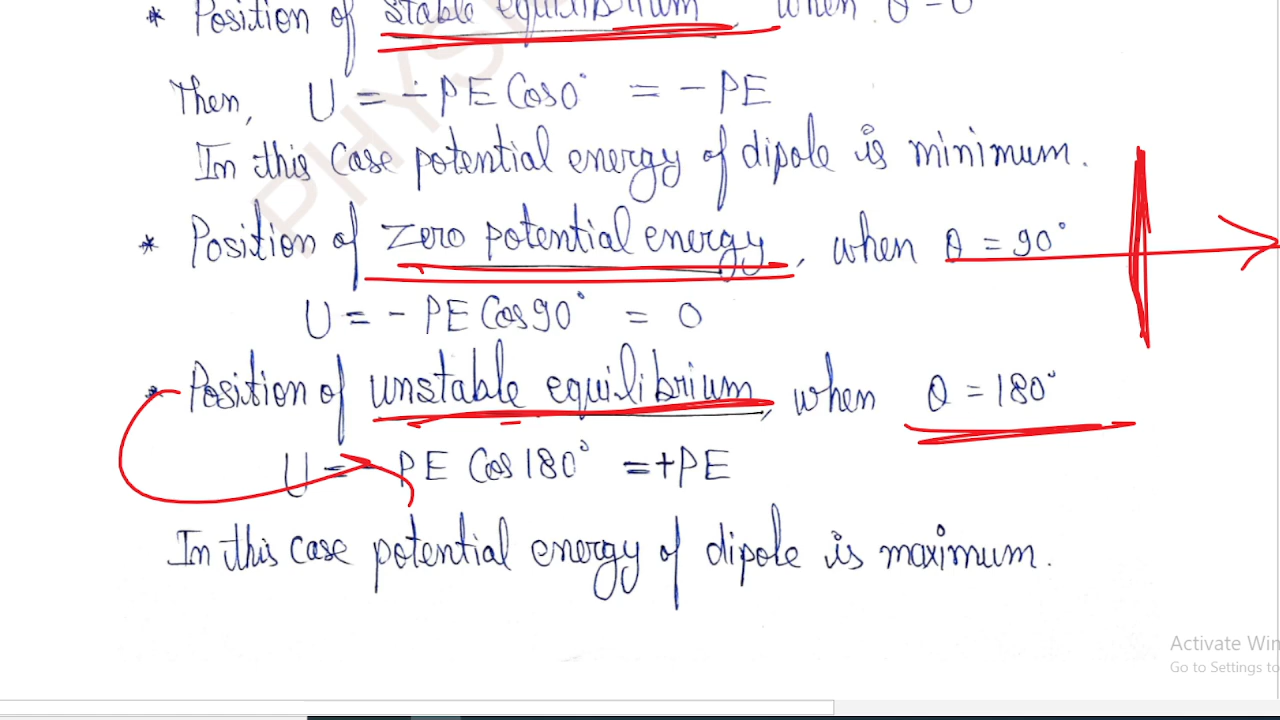 * Position of stable equilibrium, when θ = 0
Then, U = - PE Cos0° = - PE
In this Case potential energy of dipole is minimum.
* Position of zero potential energy, when θ = 90°
U = - PE Cos90° = 0
* Position of unstable equilibrium, when θ = 180°
U = - PE Cos 180° = +PE
In this case potential energy of dipole is maximum.
Activate Win
Go to Settings to